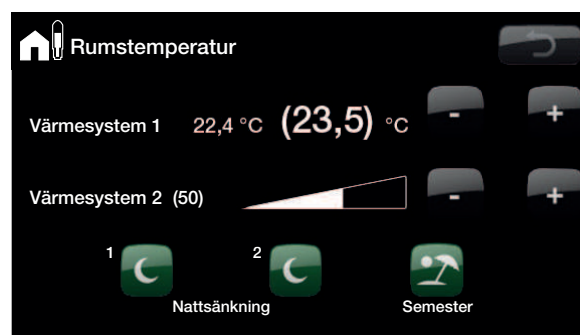 Rumstemperatur
Värmesystem 1 22,4 °C (23,5) °C - +
Värmesystem 2 (50) - +
1 2
Nattsänkning Semester